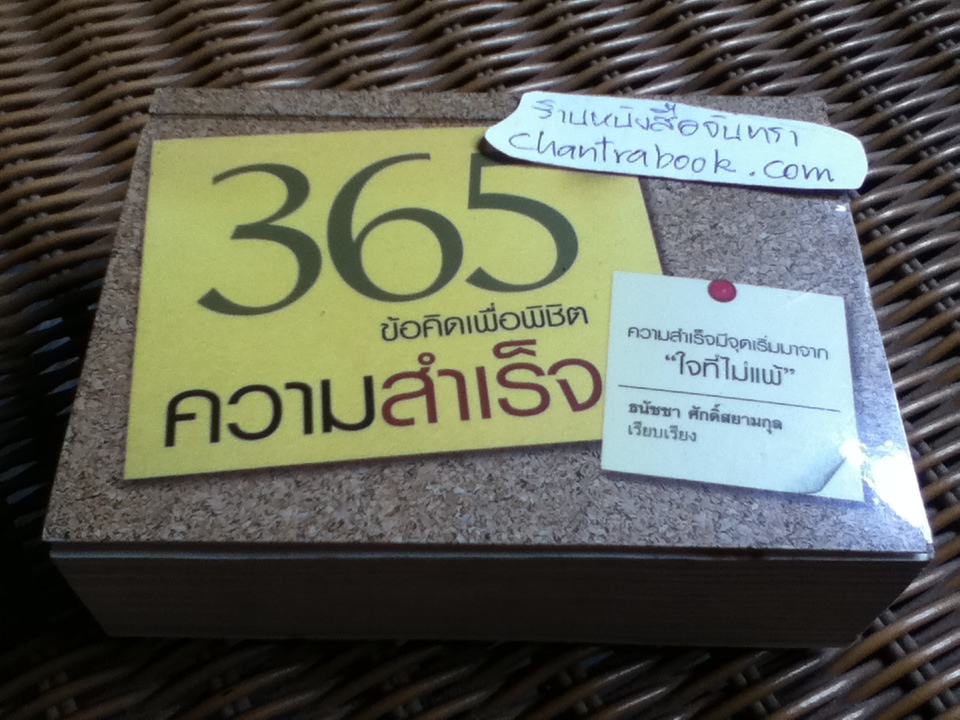 ร้านหนังสือจันทรา
Chantrabook.com
365
ข้อคิดเพื่อพิชิต
ความสำเร็จ
ความสำเร็จมีจุดเริ่มมาจาก
“ใจที่ไม่แพ้”
ธนัชชา ศักดิ์สยามกุล
เรียบเรียง